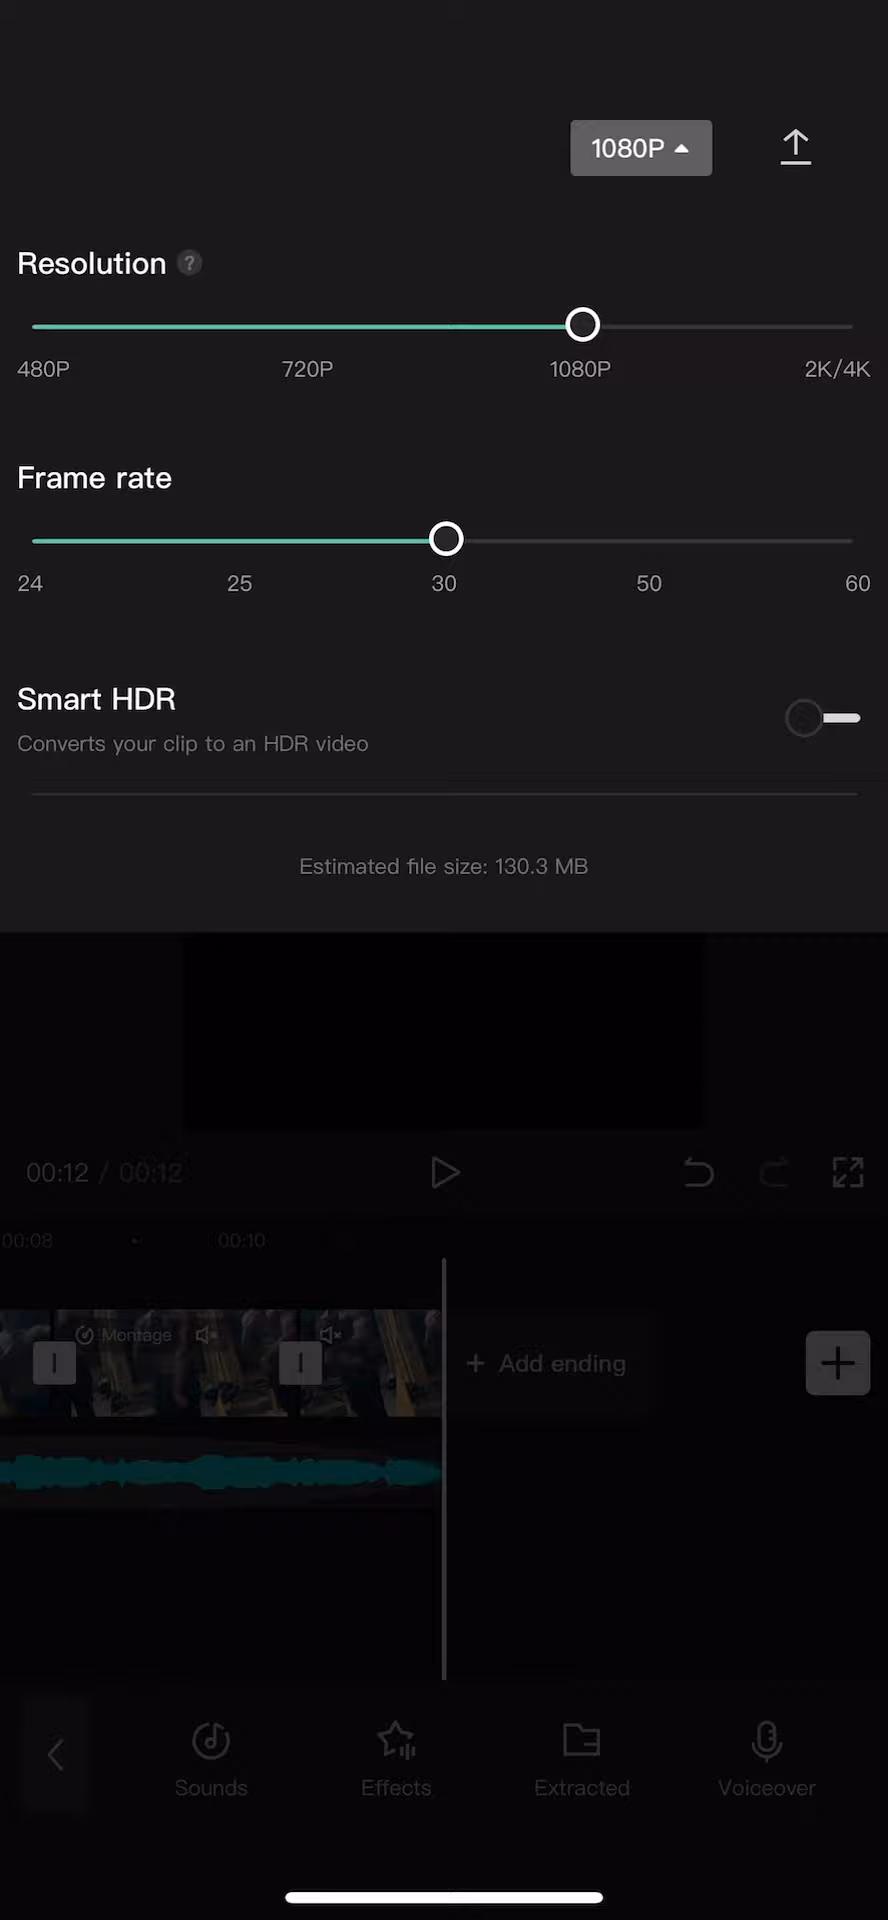 1080P
Resolution ?
480P 720P 1080P 2K/4K
Frame rate
24 25 30 50 60
Smart HDR
Converts your clip to an HDR video
Estimated file size: 130.3 MB
00:12 / 00:12
00:08 00:10
Montage
+ Add ending
Sounds Effects Extracted Voiceover